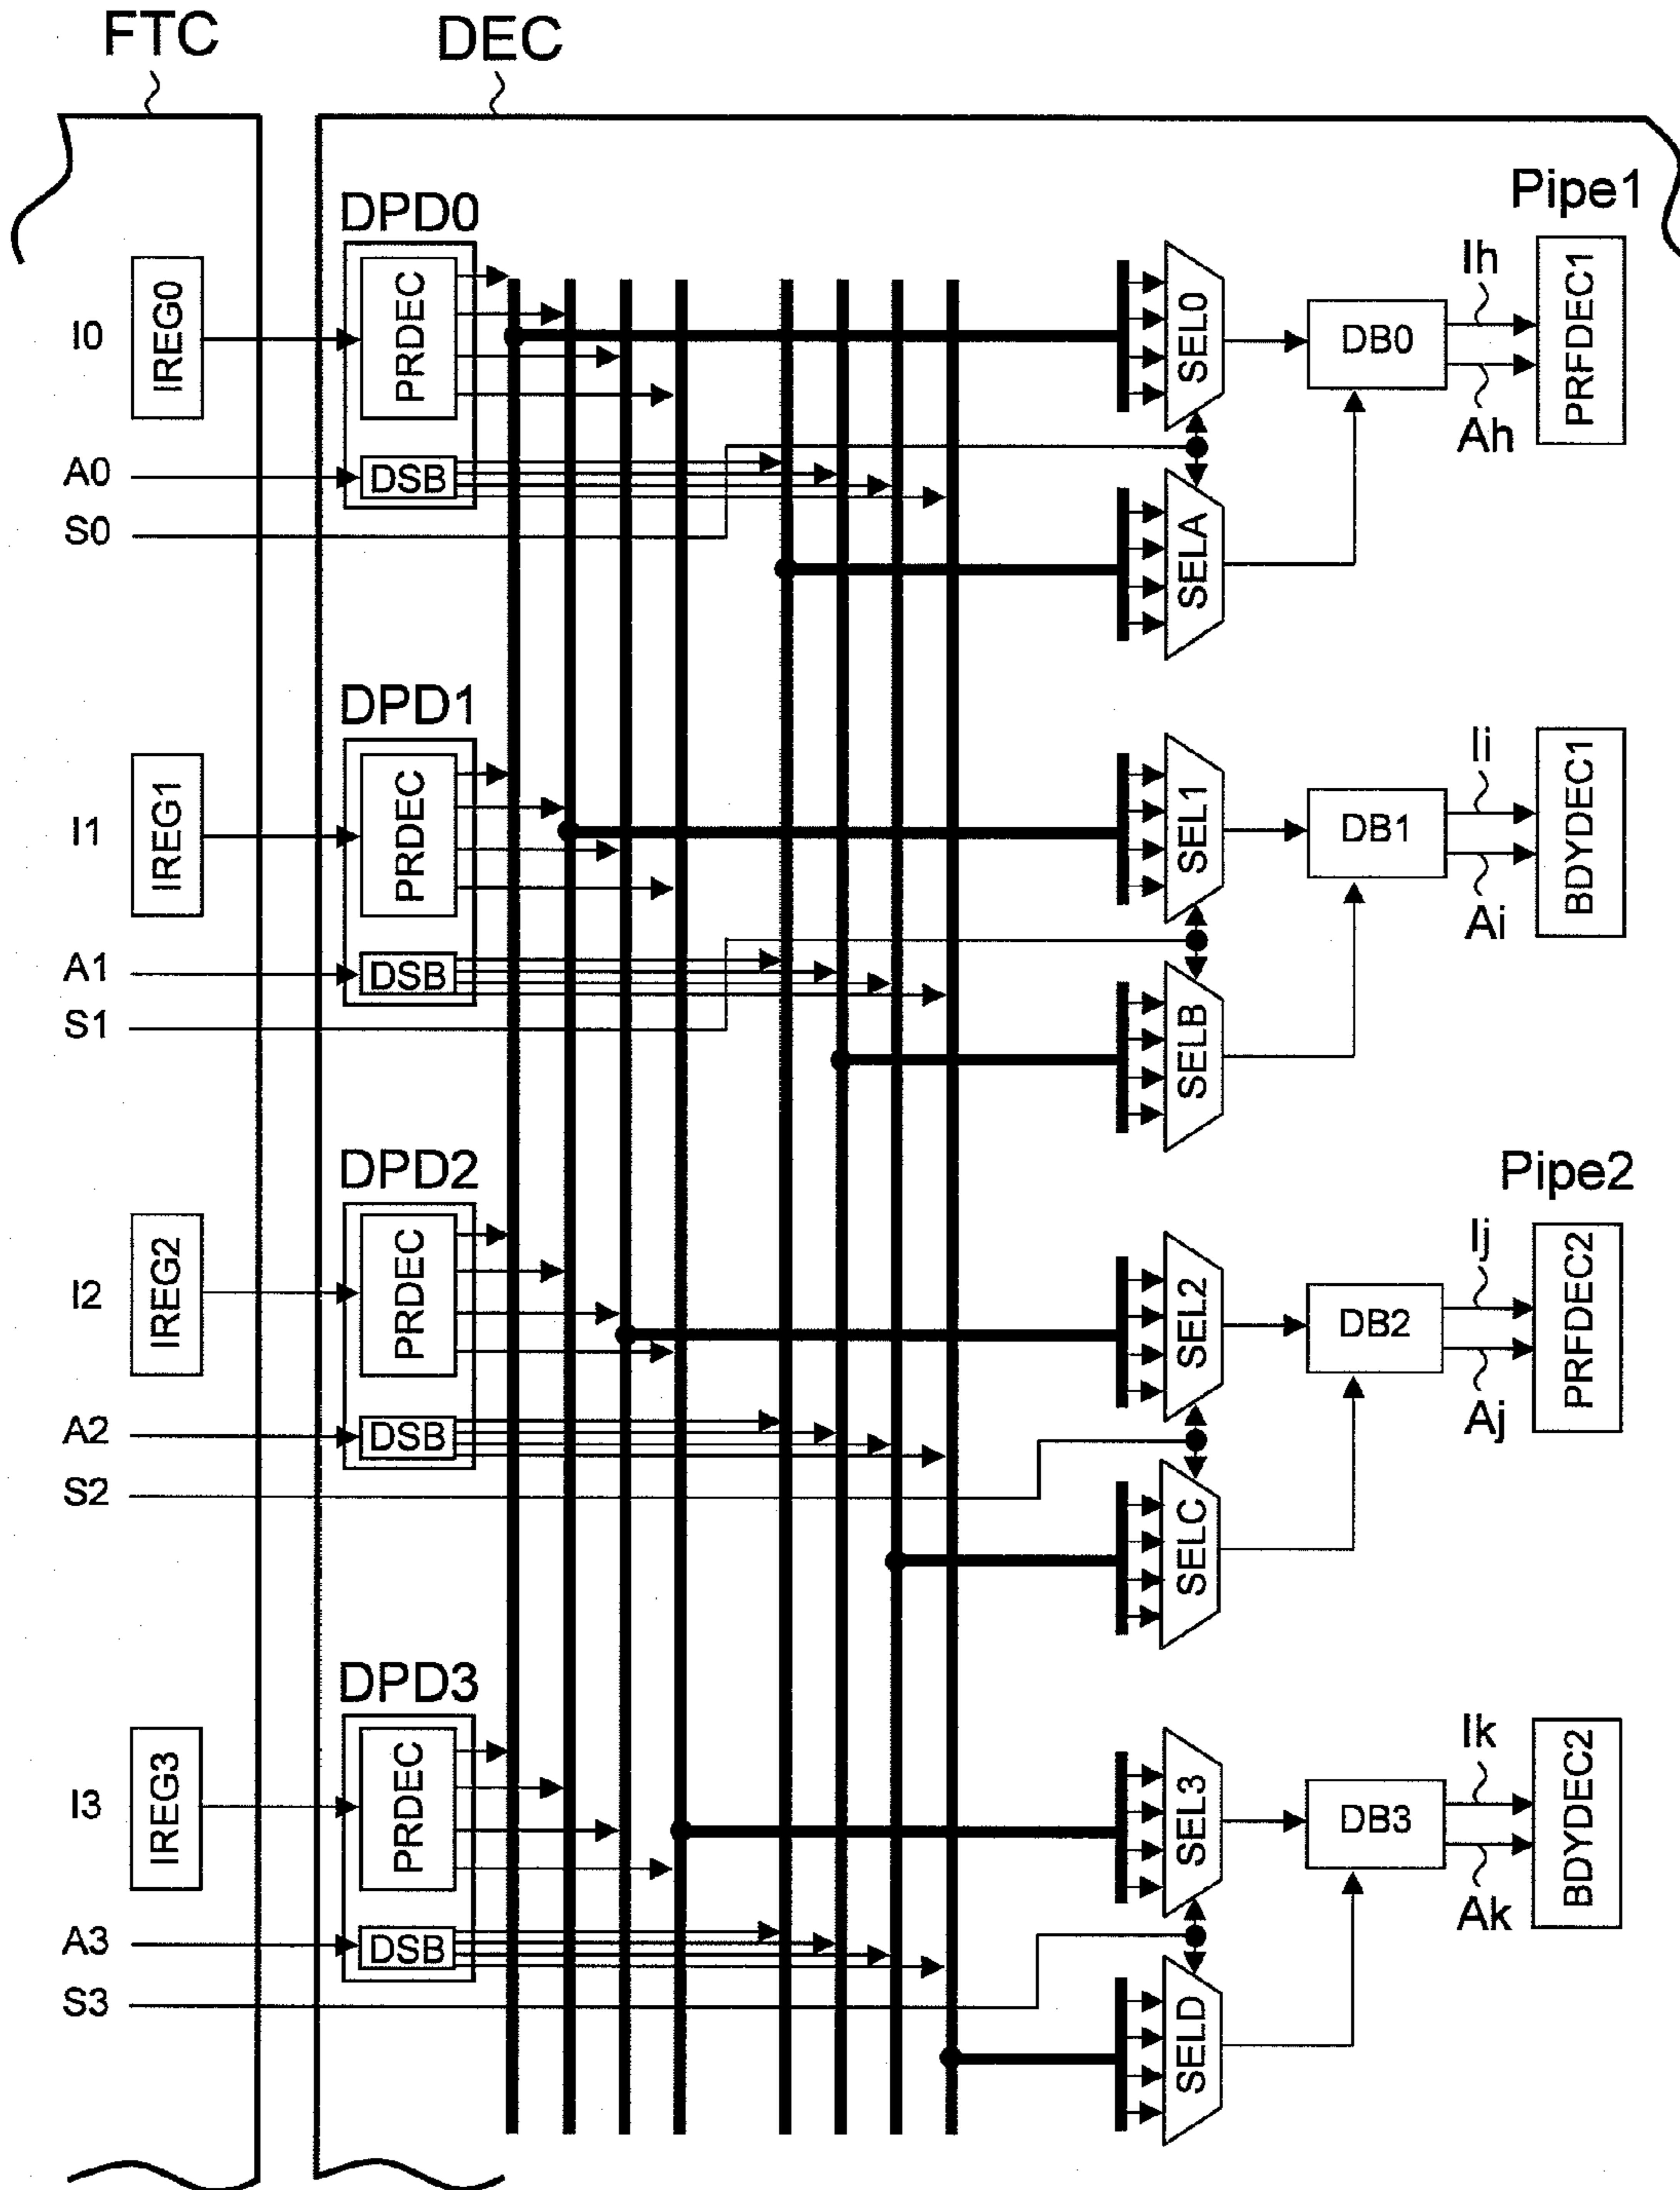 FTC
DEC
Pipe1
DPD0
I0
IREG0
PRDEC
SEL0
DB0
Ih
Ah
PRFDEC1
A0
DSB
S0
SELA
DPD1
I1
IREG1
PRDEC
SEL1
DB1
Ii
Ai
BDYDEC1
A1
DSB
S1
SELB
DPD2
Pipe2
I2
IREG2
PRDEC
SEL2
DB2
Ij
Aj
PRFDEC2
A2
DSB
S2
SELC
DPD3
I3
IREG3
PRDEC
SEL3
DB3
Ik
Ak
BDYDEC2
A3
DSB
S3
SELD